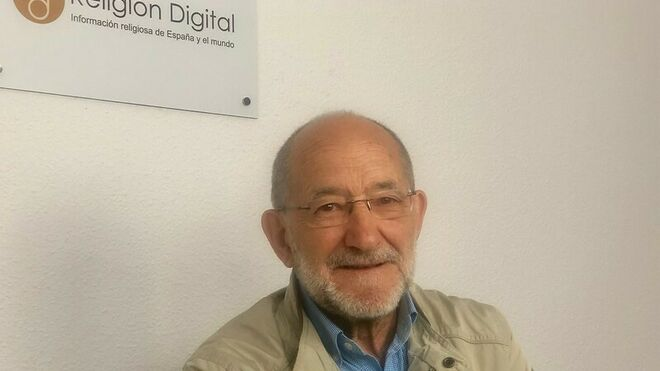 Religión Digital
Información religiosa de España y el mundo